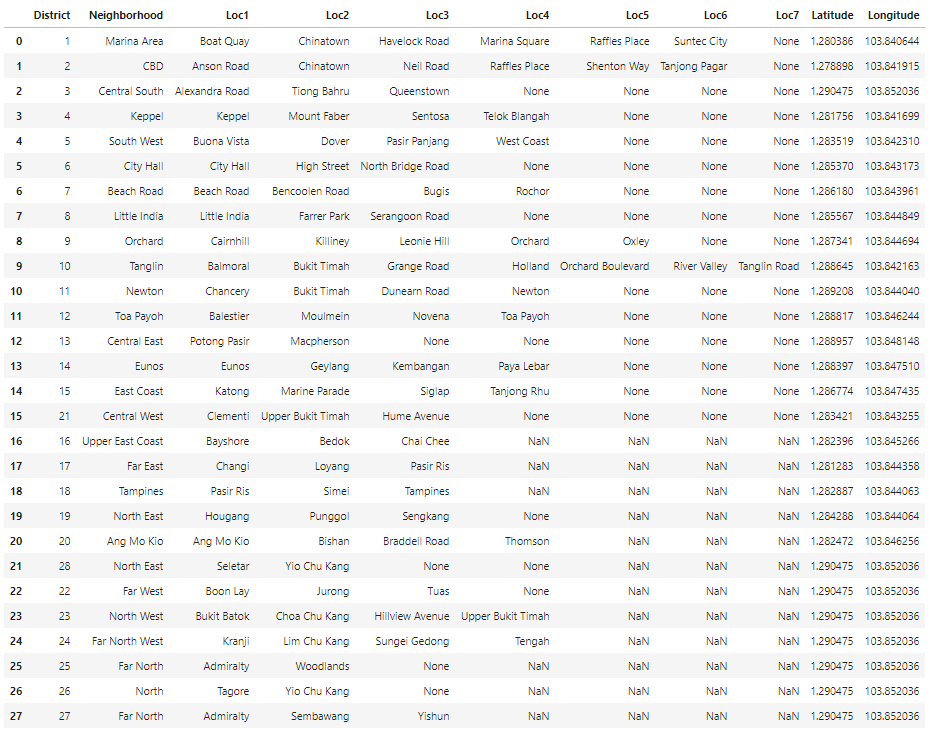 District Neighborhood Loc1 Loc2 Loc3 Loc4 Loc5 Loc6 Loc7 Latitude Longitude
0 1 Marina Area Boat Quay Chinatown Havelock Road Marina Square Raffles Place Suntec City None 1.280386 103.840644
1 2 CBD Anson Road Chinatown Neil Road Raffles Place Shenton Way Tanjong Pagar None 1.278898 103.841915
2 3 Central South Alexandra Road Tiong Bahru Queenstown None None None None 1.290475 103.852036
3 4 Keppel Keppel Mount Faber Sentosa Telok Blangah None None None 1.281756 103.841699
4 5 South West Buona Vista Dover Pasir Panjang West Coast None None None 1.283519 103.842310
5 6 City Hall City Hall High Street North Bridge Road None None None None 1.285370 103.843173
6 7 Beach Road Beach Road Bencoolen Road Bugis Rochor None None None 1.286180 103.843961
7 8 Little India Little India Farrer Park Serangoon Road None None None None 1.285567 103.844849
8 9 Orchard Cairnhill Killiney Leonie Hill Orchard Oxley None None 1.287341 103.844694
9 10 Tanglin Balmoral Bukit Timah Grange Road Holland Orchard Boulevard River Valley Tanglin Road 1.288645 103.842163
10 11 Newton Chancery Bukit Timah Dunearn Road Newton None None None 1.289208 103.844040
11 12 Toa Payoh Balestier Moulmein Novena Toa Payoh None None None 1.288817 103.846244
12 13 Central East Potong Pasir Macpherson None None None None None 1.288957 103.848148
13 14 Eunos Eunos Geylang Kembangan Paya Lebar None None None 1.288397 103.847510
14 15 East Coast Katong Marine Parade Siglap Tanjong Rhu None None None 1.286774 103.847435
15 21 Central West Clementi Upper Bukit Timah Hume Avenue None None None None 1.283421 103.843255
16 16 Upper East Coast Bayshore Bedok Chai Chee NaN NaN NaN NaN 1.282396 103.845266
17 17 Far East Changi Loyang Pasir Ris NaN NaN NaN NaN 1.281283 103.844358
18 18 Tampines Pasir Ris Simei Tampines NaN NaN NaN NaN 1.282887 103.844063
19 19 North East Hougang Punggol Sengkang None NaN NaN NaN 1.284288 103.844064
20 20 Ang Mo Kio Ang Mo Kio Bishan Braddell Road Thomson NaN NaN NaN 1.282472 103.846256
21 28 North East Seletar Yio Chu Kang None None NaN NaN NaN 1.290475 103.852036
22 22 Far West Boon Lay Jurong Tuas None NaN NaN NaN 1.290475 103.852036
23 23 North West Bukit Batok Choa Chu Kang Hillview Avenue Upper Bukit Timah NaN NaN NaN 1.290475 103.852036
24 24 Far North West Kranji Lim Chu Kang Sungei Gedong Tengah NaN NaN NaN 1.290475 103.852036
25 25 Far North Admiralty Woodlands None NaN NaN NaN NaN 1.290475 103.852036
26 26 North Tagore Yio Chu Kang None NaN NaN NaN NaN 1.290475 103.852036
27 27 Far North Admiralty Sembawang Yishun NaN NaN NaN NaN 1.290475 103.852036